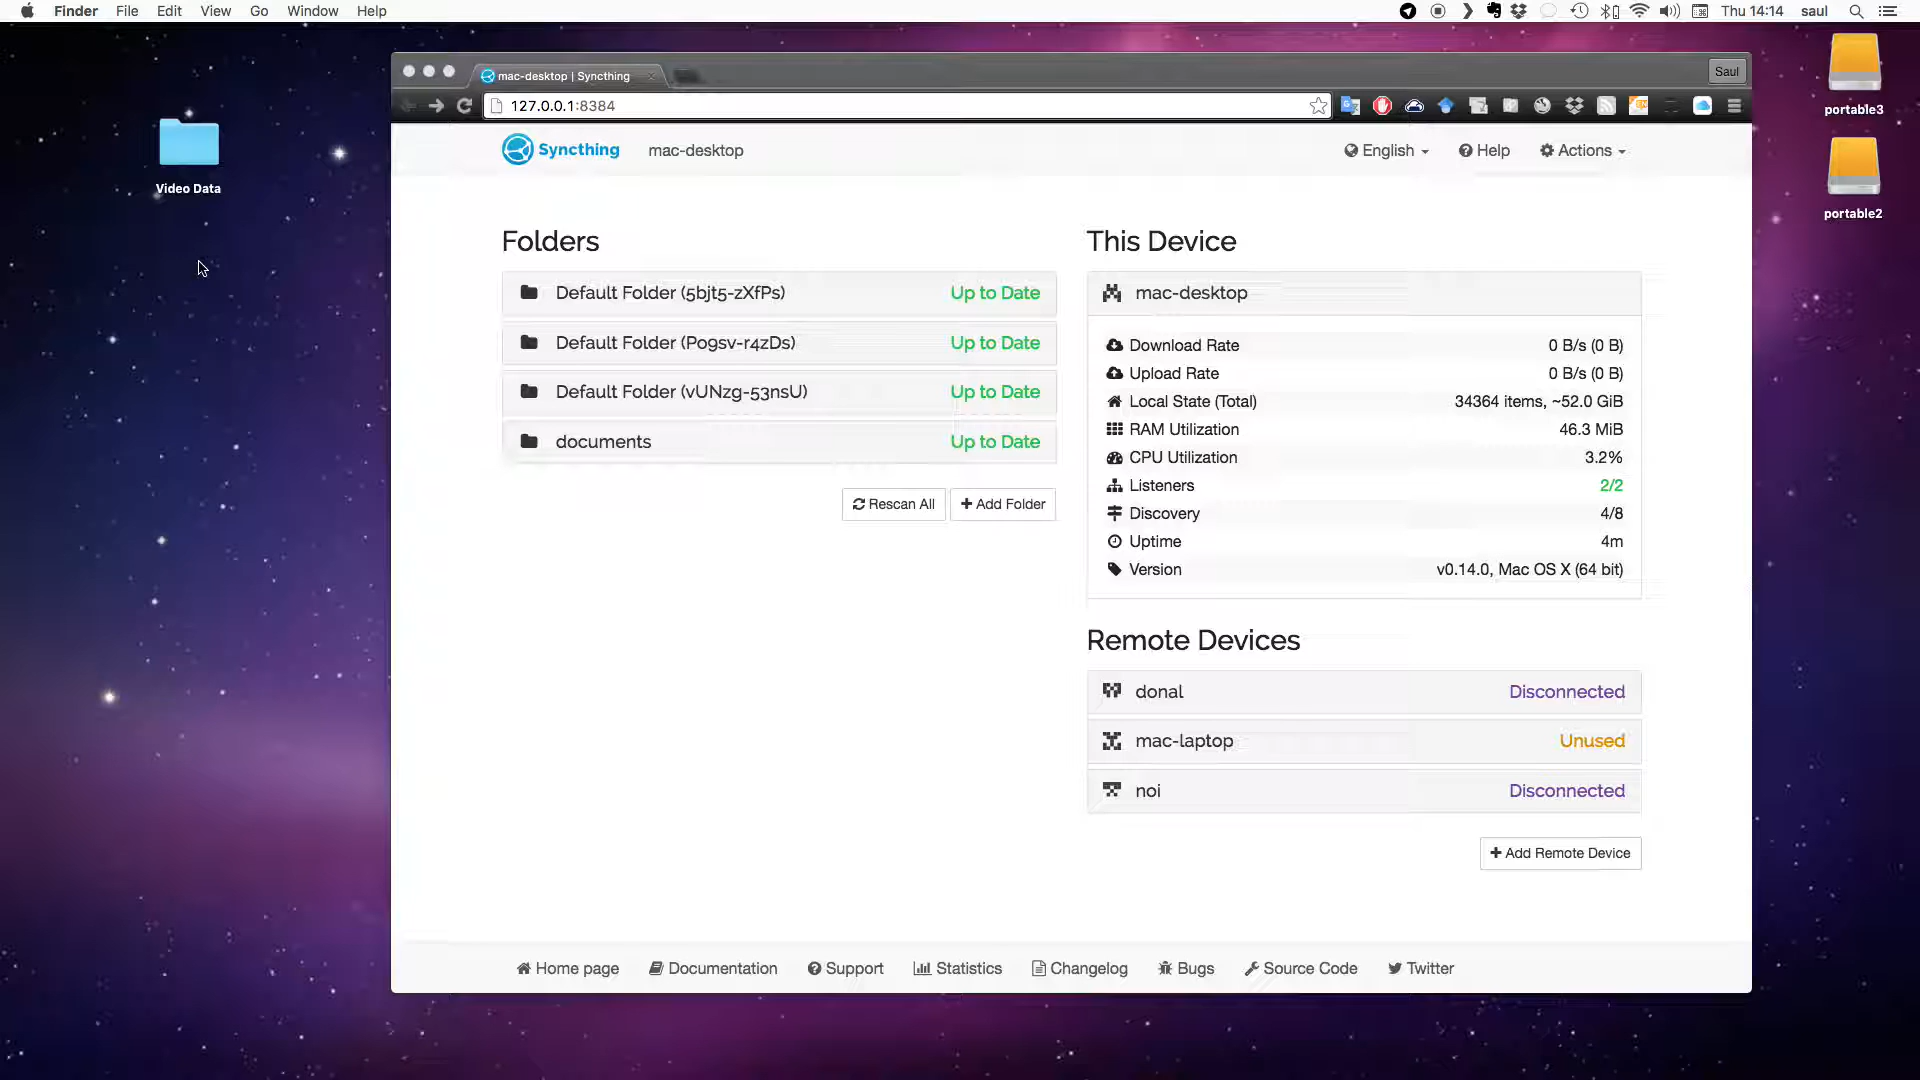 Finder File Edit View Go Window Help
Thu 14:14 saul
mac-desktop | Syncthing
Saul
127.0.0.1:8384
portable3
portable2
Video Data
Syncthing mac-desktop
English Help Actions
Folders
Default Folder (5bjt5-zXfPs) Up to Date
Default Folder (Po9sv-r4zDs) Up to Date
Default Folder (vUNzg-53nsU) Up to Date
documents Up to Date
Rescan All + Add Folder
This Device
mac-desktop
Download Rate 0 B/s (0 B)
Upload Rate 0 B/s (0 B)
Local State (Total) 34364 items, ~52.0 GiB
RAM Utilization 46.3 MiB
CPU Utilization 3.2%
Listeners 2/2
Discovery 4/8
Uptime 4m
Version v0.14.0, Mac OS X (64 bit)
Remote Devices
donal Disconnected
mac-laptop Unused
noi Disconnected
+ Add Remote Device
Home page Documentation Support Statistics Changelog Bugs Source Code Twitter